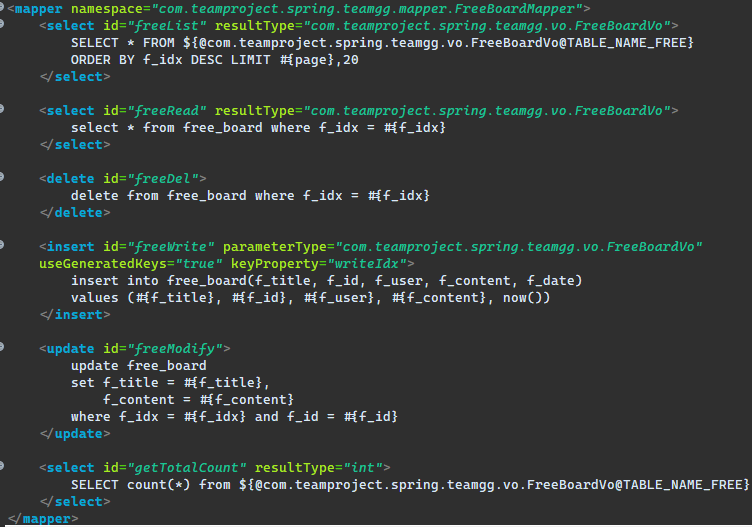 <mapper namespace="com.teamproject.spring.teamgg.mapper.FreeBoardMapper">
<select id="freeList" resultType="com.teamproject.spring.teamgg.vo.FreeBoardVo">
SELECT * FROM ${@com.teamproject.spring.teamgg.vo.FreeBoardVo@TABLE_NAME_FREE}
ORDER BY f_idx DESC LIMIT #{page},20
</select>
<select id="freeRead" resultType="com.teamproject.spring.teamgg.vo.FreeBoardVo">
select * from free_board where f_idx = #{f_idx}
</select>
<delete id="freeDel">
delete from free_board where f_idx = #{f_idx}
</delete>
<insert id="freeWrite" parameterType="com.teamproject.spring.teamgg.vo.FreeBoardVo"
useGeneratedKeys="true" keyProperty="writeIdx">
insert into free_board(f_title, f_id, f_user, f_content, f_date)
values (#{f_title}, #{f_id}, #{f_user}, #{f_content}, now())
</insert>
<update id="freeModify">
update free_board
set f_title = #{f_title},
f_content = #{f_content}
where f_idx = #{f_idx} and f_id = #{f_id}
</update>
<select id="getTotalCount" resultType="int">
SELECT count(*) from ${@com.teamproject.spring.teamgg.vo.FreeBoardVo@TABLE_NAME_FREE}
</select>
</mapper>